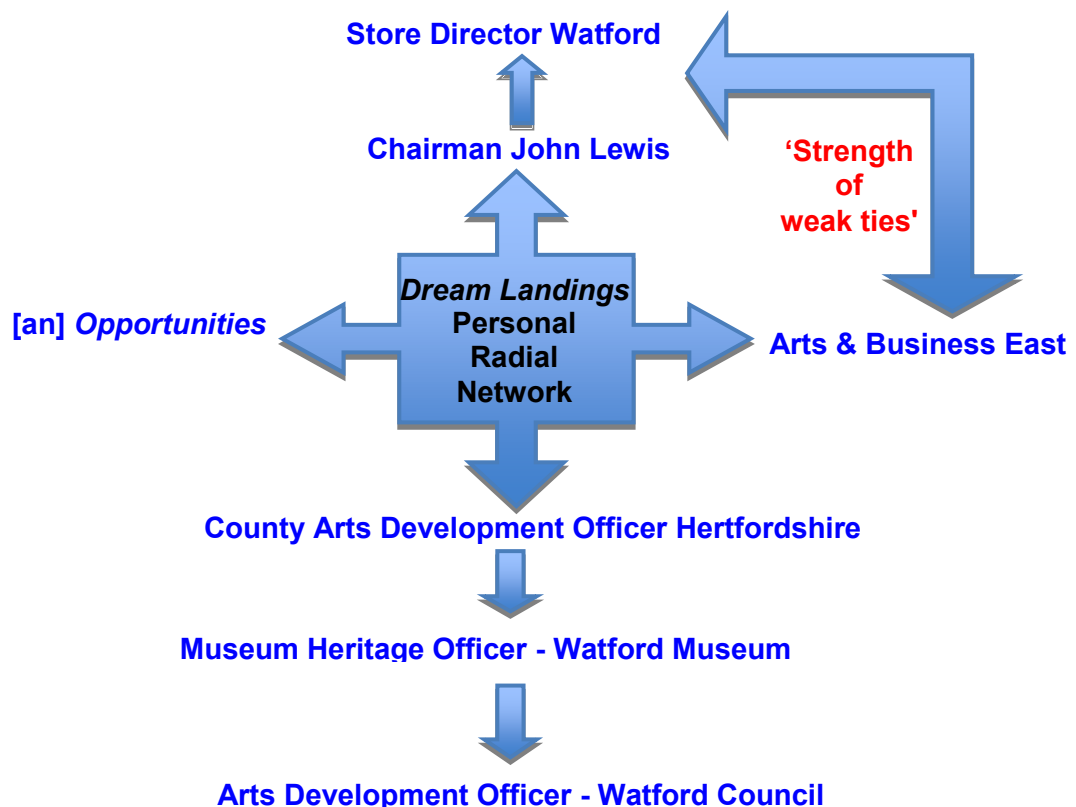 Store Director Watford
Chairman John Lewis
‘Strength
of
weak ties'
Dream Landings
Personal
Radial
Network
[an] Opportunities
Arts & Business East
County Arts Development Officer Hertfordshire
Museum Heritage Officer - Watford Museum
Arts Development Officer - Watford Council